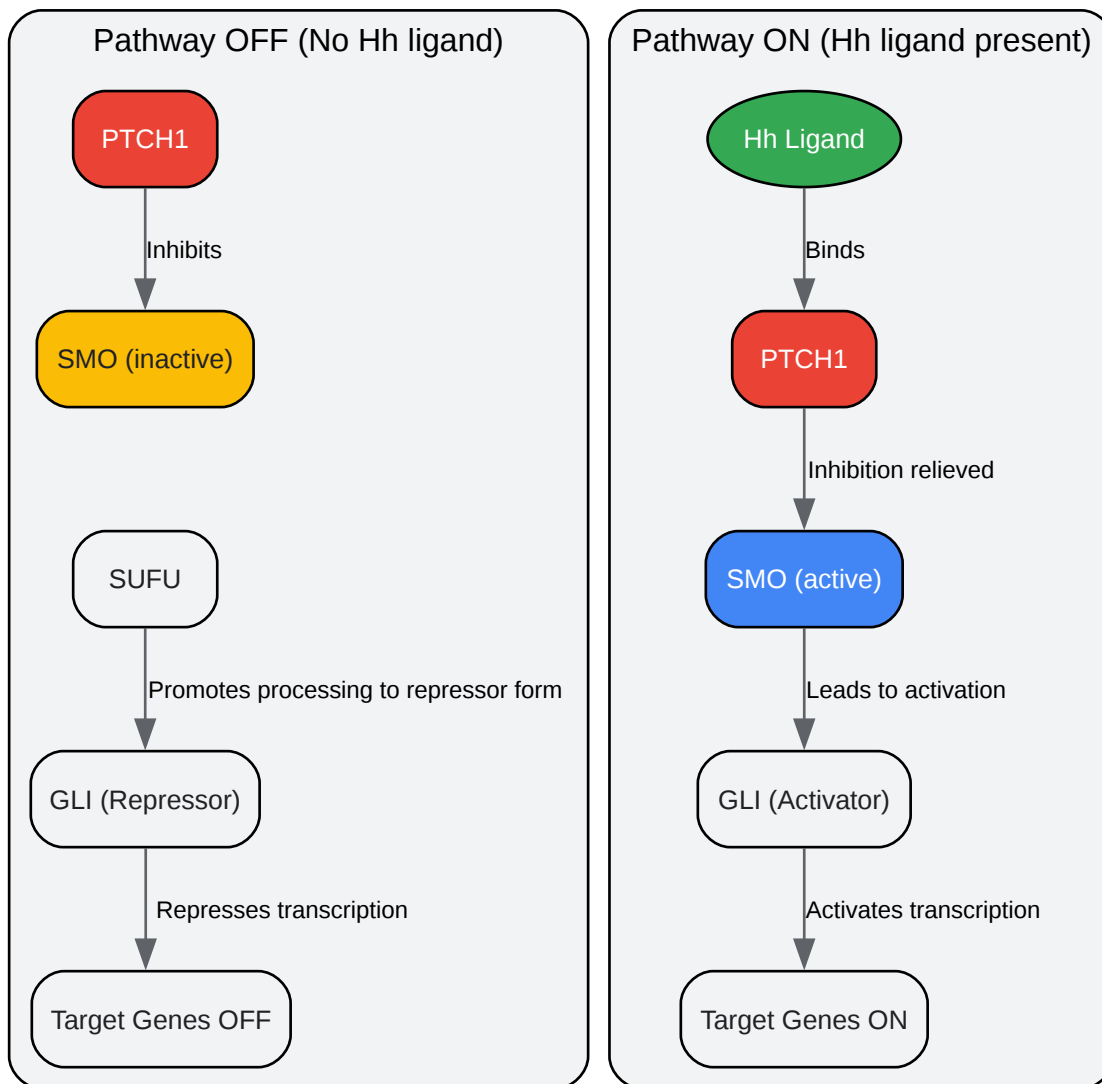 Pathway OFF (No Hh ligand)
PTCH1
Inhibits
SMO (inactive)
SUFU
Promotes processing to repressor form
GLI (Repressor)
Represses transcription
Target Genes OFF
Pathway ON (Hh ligand present)
Hh Ligand
Binds
PTCH1
Inhibition relieved
SMO (active)
Leads to activation
GLI (Activator)
Activates transcription
Target Genes ON